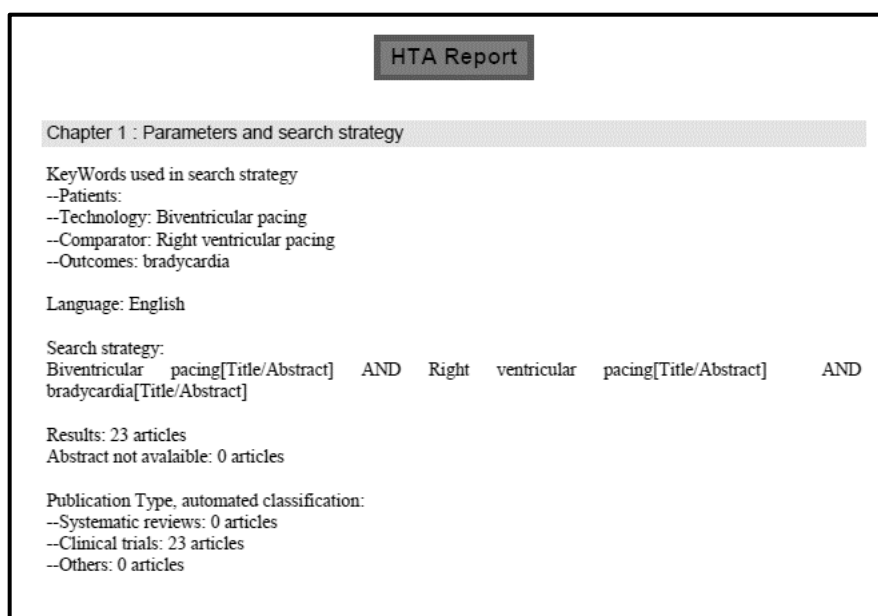 HTA Report
Chapter 1 : Parameters and search strategy
KeyWords used in search strategy
--Patients:
--Technology: Biventricular pacing
--Comparator: Right ventricular pacing
--Outcomes: bradycardia
Language: English
Search strategy:
Biventricular pacing[Title/Abstract] AND Right ventricular pacing[Title/Abstract] AND
bradycardia[Title/Abstract]
Results: 23 articles
Abstract not avalaible: 0 articles
Publication Type, automated classification:
--Systematic reviews: 0 articles
--Clinical trials: 23 articles
--Others: 0 articles